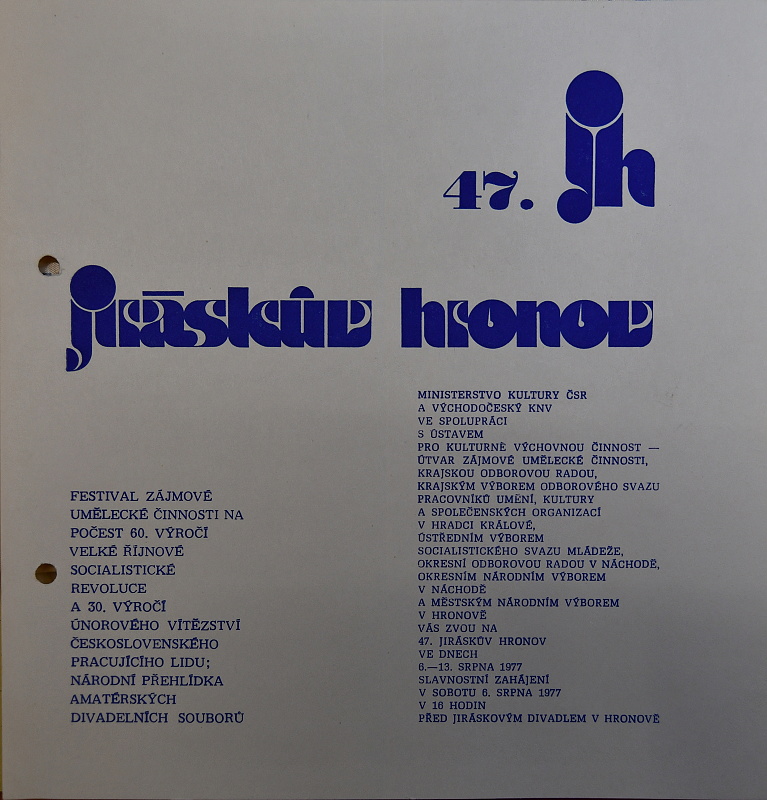 47. jh
jiráskův hronov
FESTIVAL ZÁJMOVÉ
UMĚLECKÉ ČINNOSTI NA
POČEST 60. VÝROČÍ
VELKÉ ŘÍJNOVÉ
SOCIALISTICKÉ
REVOLUCE
A 30. VÝROČÍ
ÚNOROVÉHO VÍTĚZSTVÍ
ČESKOSLOVENSKÉHO
PRACUJÍCÍHO LIDU;
NÁRODNÍ PŘEHLÍDKA
AMATÉRSKÝCH
DIVADELNÍCH SOUBORŮ
MINISTERSTVO KULTURY ČSR
A VÝCHODOČESKÝ KNV
VE SPOLUPRÁCI
S ÚSTAVEM
PRO KULTURNĚ VÝCHOVNOU ČINNOST —
ÚTVAR ZÁJMOVÉ UMĚLECKÉ ČINNOSTI,
KRAJSKOU ODBOROVOU RADOU,
KRAJSKÝM VÝBOREM ODBOROVÉHO SVAZU
PRACOVNÍKŮ UMĚNÍ, KULTURY
A SPOLEČENSKÝCH ORGANIZACÍ
V HRADCI KRÁLOVÉ,
ÚSTŘEDNÍM VÝBOREM
SOCIALISTICKÉHO SVAZU MLÁDEŽE,
OKRESNÍ ODBOROVOU RADOU V NÁCHODĚ,
OKRESNÍM NÁRODNÍM VÝBOREM
V NÁCHODĚ
A MĚSTSKÝM NÁRODNÍM VÝBOREM
V HRONOVĚ
VÁS ZVOU NA
47. JIRÁSKŮV HRONOV
VE DNECH
6.—13. SRPNA 1977
SLAVNOSTNÍ ZAHÁJENÍ
V SOBOTU 6. SRPNA 1977
V 16 HODIN
PŘED JIRÁSKOVÝM DIVADLEM V HRONOVĚ